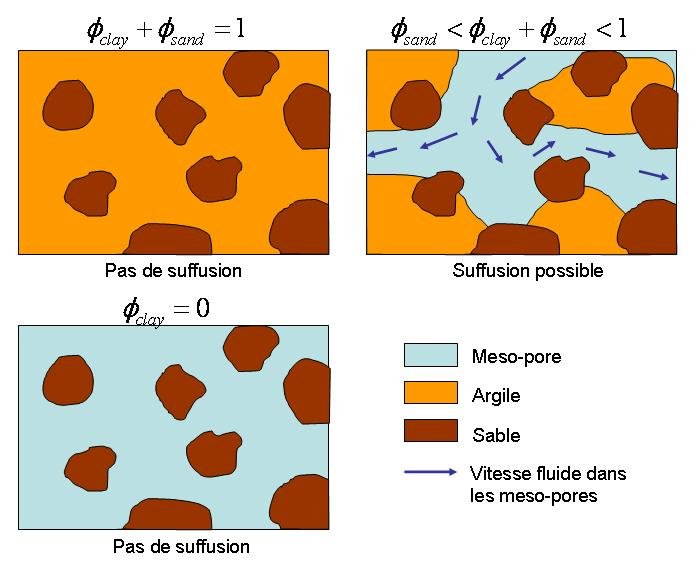 ϕclay + ϕsand = 1
ϕsand < ϕclay + ϕsand < 1
Pas de suffusion
Suffusion possible
ϕclay = 0
Pas de suffusion
Meso-pore
Argile
Sable
Vitesse fluide dans
les meso-pores